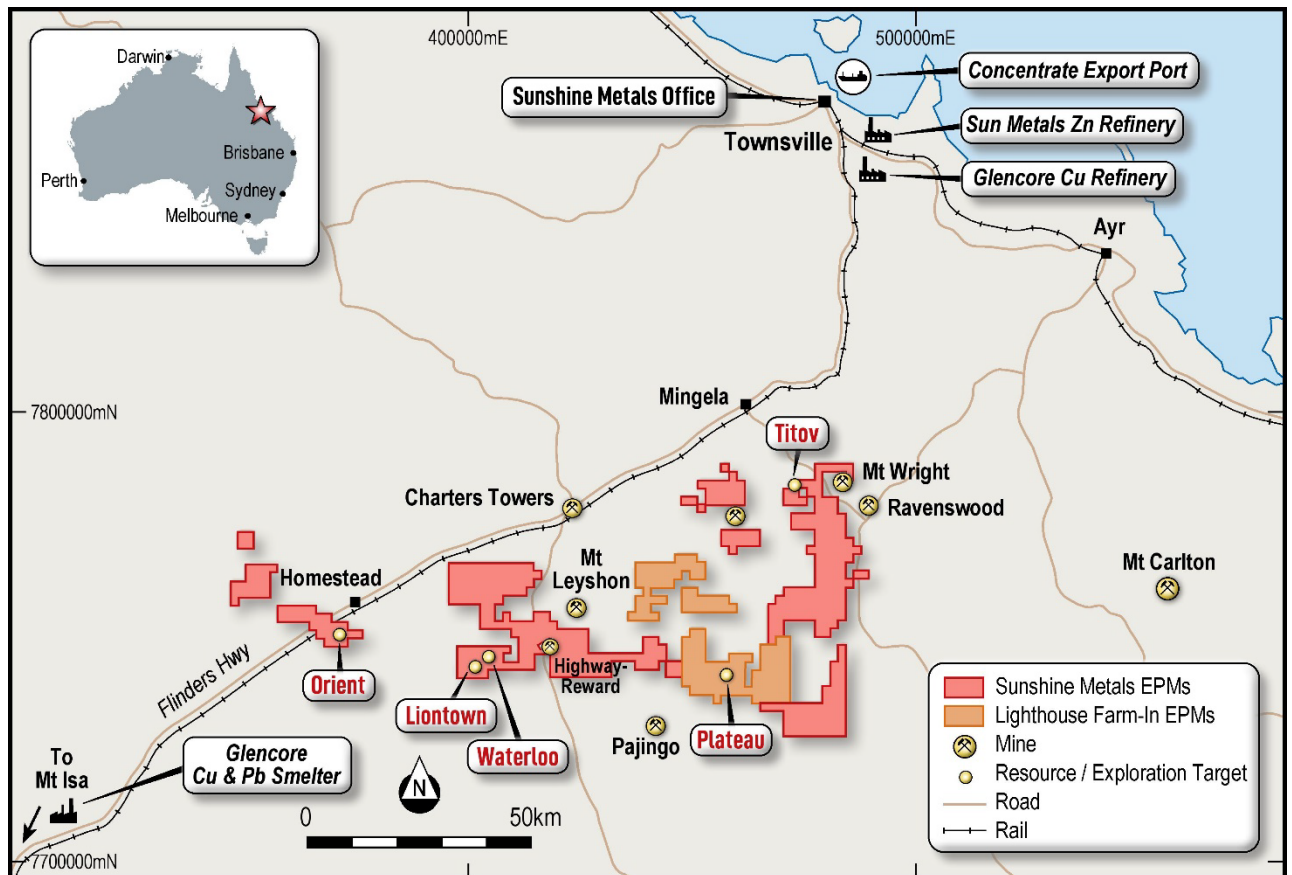 400000mE
500000mE
Darwin
Brisbane
Perth
Sydney
Melbourne
Concentrate Export Port
Sunshine Metals Office
Townsville
Sun Metals Zn Refinery
Glencore Cu Refinery
Ayr
7800000mN
Mingela
Titov
Mt Wright
Ravenswood
Charters Towers
Mt
Leyshon
Homestead
Mt Carlton
Orient
Flinders Hwy
Highway-
Reward
Liontown
Waterloo
Pajingo
Plateau
To
Mt Isa
Glencore
Cu & Pb Smelter
N
0
50km
Sunshine Metals EPMs
Lighthouse Farm-In EPMs
Mine
Resource / Exploration Target
Road
Rail
7700000mN